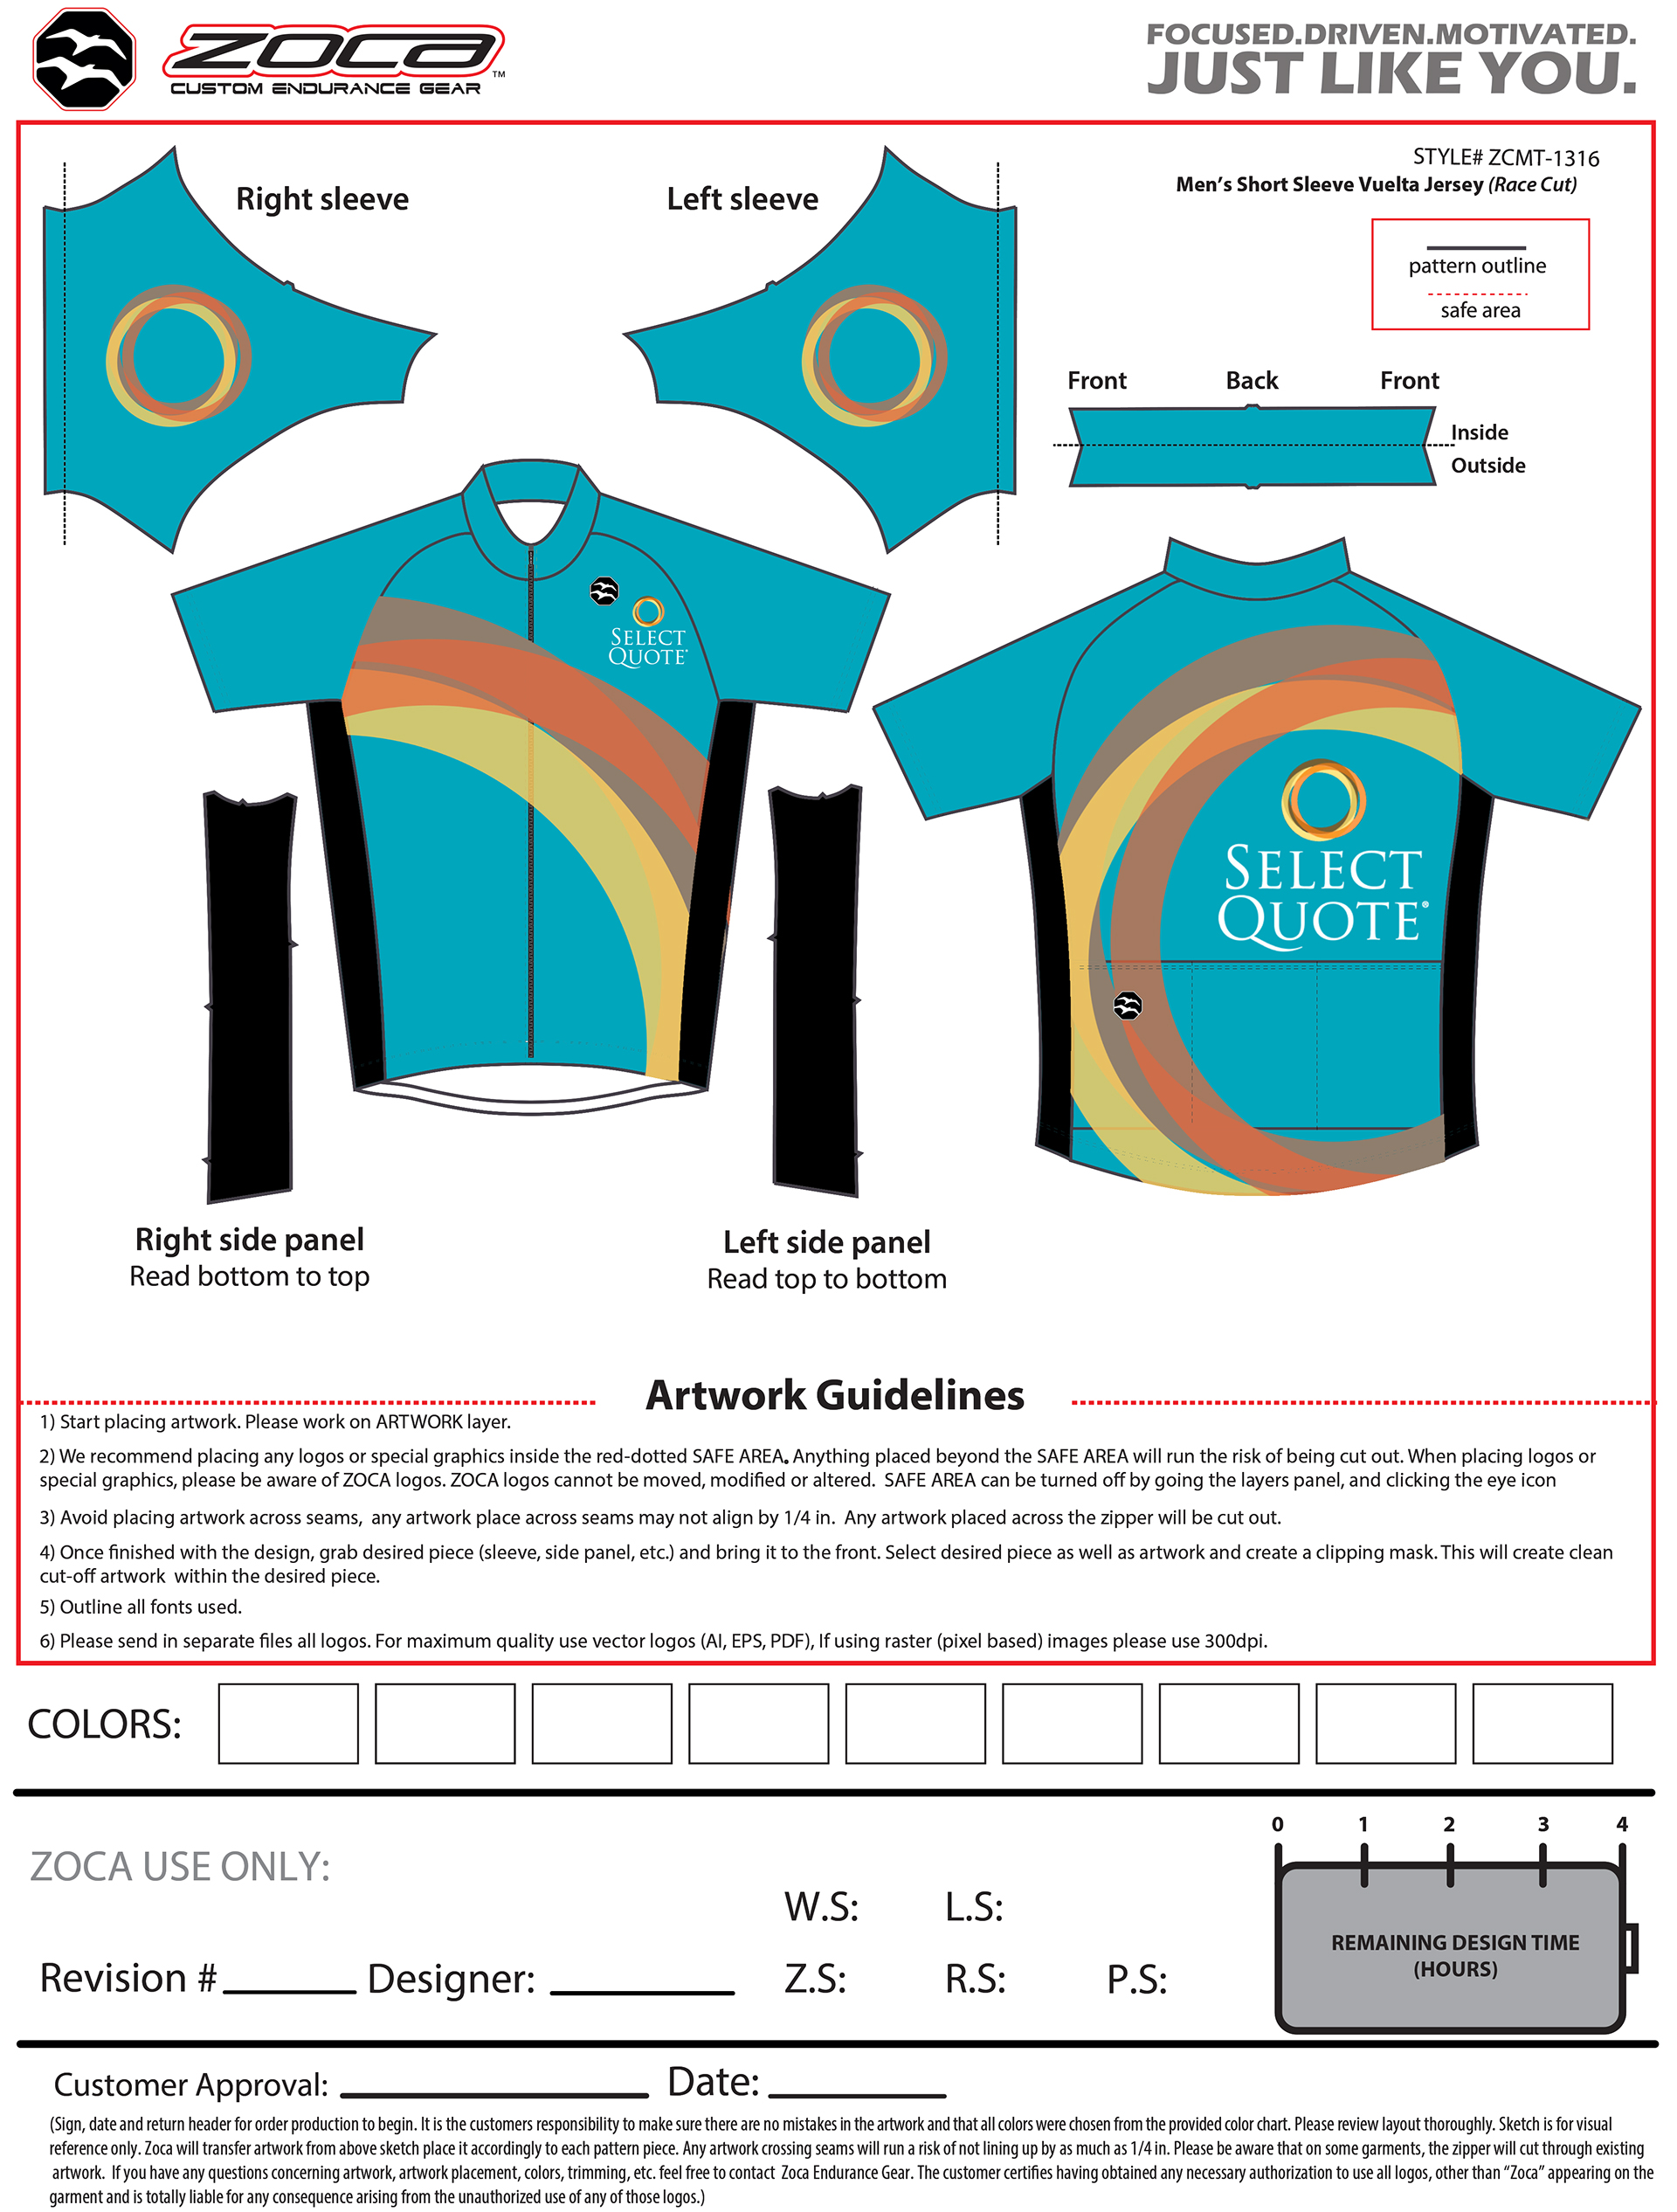 ZOCA TM
CUSTOM ENDURANCE GEAR
FOCUSED.DRIVEN.MOTIVATED.
JUST LIKE YOU.
STYLE# ZCMT-1316
Men's Short Sleeve Vuelta Jersey (Race Cut)
Right sleeve
Left sleeve
pattern outline
safe area
Front Back Front
Inside
Outside
SELECT
QUOTE®
SELECT
QUOTE®
Right side panel
Read bottom to top
Left side panel
Read top to bottom
Artwork Guidelines
1) Start placing artwork. Please work on ARTWORK layer.
2) We recommend placing any logos or special graphics inside the red-dotted SAFE AREA. Anything placed beyond the SAFE AREA will run the risk of being cut out. When placing logos or
special graphics, please be aware of ZOCA logos. ZOCA logos cannot be moved, modified or altered. SAFE AREA can be turned off by going the layers panel, and clicking the eye icon
3) Avoid placing artwork across seams, any artwork place across seams may not align by 1/4 in. Any artwork placed across the zipper will be cut out.
4) Once finished with the design, grab desired piece (sleeve, side panel, etc.) and bring it to the front. Select desired piece as well as artwork and create a clipping mask. This will create clean
cut-off artwork within the desired piece.
5) Outline all fonts used.
6) Please send in separate files all logos. For maximum quality use vector logos (AI, EPS, PDF), If using raster (pixel based) images please use 300dpi.
COLORS:
0 1 2 3 4
ZOCA USE ONLY:
W.S: L.S:
REMAINING DESIGN TIME
(HOURS)
Revision # Designer: Z.S: R.S: P.S:
Customer Approval: Date:
(Sign, date and return header for order production to begin. It is the customers responsibility to make sure there are no mistakes in the artwork and that all colors were chosen from the provided color chart. Please review layout thoroughly. Sketch is for visual
reference only. Zoca will transfer artwork from above sketch place it accordingly to each pattern piece. Any artwork crossing seams will run a risk of not lining up by as much as 1/4 in. Please be aware that on some garments, the zipper will cut through existing
artwork. If you have any questions concerning artwork, artwork placement, colors, trimming, etc. feel free to contact Zoca Endurance Gear. The customer certifies having obtained any necessary authorization to use all logos, other than “Zoca” appearing on the
garment and is totally liable for any consequence arising from the unauthorized use of any of those logos.)